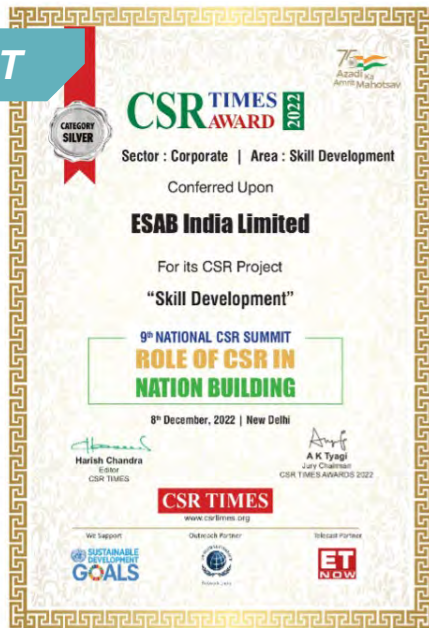 T
75
Azadi Ka
Amrit Mahotsav
CSR TIMES
AWARD 2022
CATEGORY
SILVER
Sector : Corporate | Area : Skill Development
Conferred Upon
ESAB India Limited
For its CSR Project
“Skill Development”
9th NATIONAL CSR SUMMIT
ROLE OF CSR IN
NATION BUILDING
8th December, 2022 | New Delhi
Harish Chandra
Editor
CSR TIMES
A K Tyagi
Jury Chairman
CSR TIMES AWARDS 2022
CSR TIMES
www.csrtimes.org
We Support
Outreach Partner
Telecast Partner
SUSTAINABLE
DEVELOPMENT
GOALS
ET
NOW